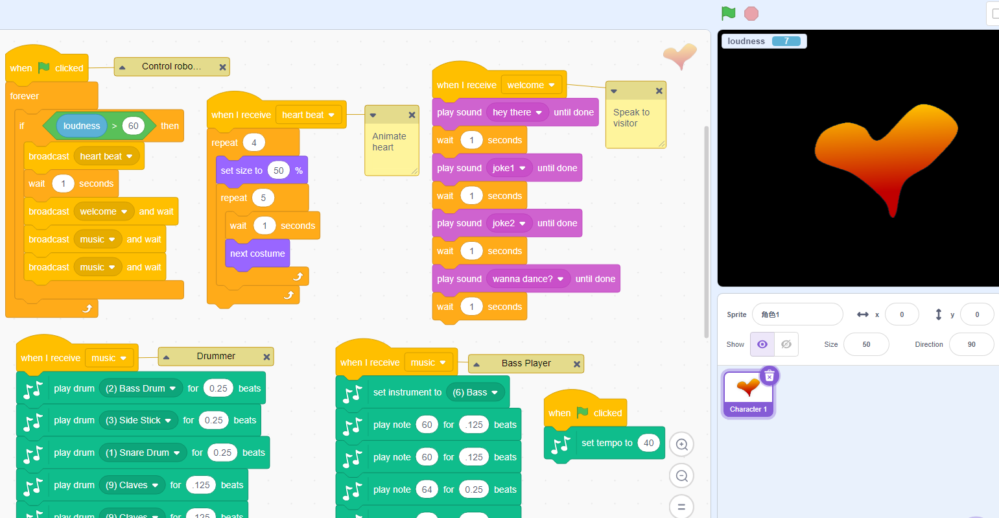 when clicked
Control robo...
forever
if loudness > 60 then
broadcast heart beat
wait 1 seconds
broadcast welcome and wait
broadcast music and wait
broadcast music and wait
when I receive heart beat
Animate
heart
repeat 4
set size to 50 %
repeat 5
wait 1 seconds
next costume
when I receive welcome
Speak to
visitor
play sound hey there until done
wait 1 seconds
play sound joke1 until done
wait 1 seconds
play sound joke2 until done
wait 1 seconds
play sound wanna dance? until done
wait 1 seconds
when I receive music
Drummer
play drum (2) Bass Drum for 0.25 beats
play drum (3) Side Stick for 0.25 beats
play drum (1) Snare Drum for 0.25 beats
play drum (9) Claves for .125 beats
play drum (9) Claves for .125 beats
when I receive music
Bass Player
set instrument to (6) Bass
play note 60 for .125 beats
play note 60 for .125 beats
play note 64 for 0.25 beats
when clicked
set tempo to 40
loudness 7
Sprite 角色1 x 0 y 0
Show Size 50 Direction 90
Character 1